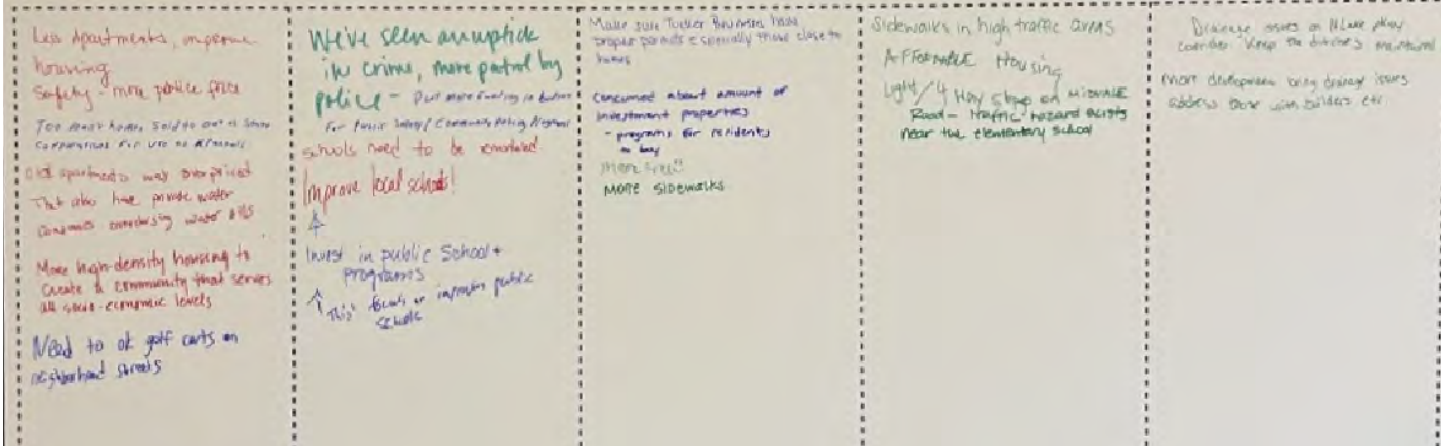 Less Apartments, improve
housing
Safety - more police force
Too many homes sold to out of state
Corporations for use as
Old apartments way overpriced
That also have private water
companies water bills
More high-density housing to
create a community that serves
all socio-economic levels
Need to ok golf carts on
neighborhood streets
We've seen an uptick
in crime, more patrol by
police - Put more funding in budget
For Public Safety / Community Policing Programs
schools need to be remodeled
Improve local schools!
Invest in public School +
programs
This! focus on improving public
schools
Make sure Tucker Businesses have
proper permits especially those close to
homes
Concerned about amount of
investment properties
- programs for residents
to buy
MORE SIDEWALKS
Sidewalks in high traffic areas
AFFORDABLE Housing
Light / 4 Way stop on MIDVALE
Road - traffic hazard exists
near the elementary school
Drainage issues on
Keep the ditches maintained
more development bring drainage issues
address those with builders etc